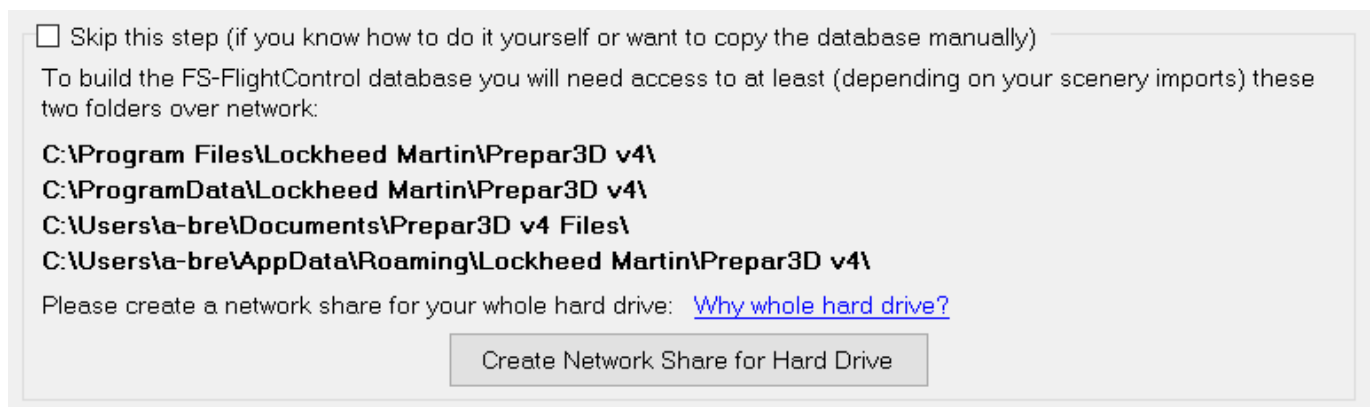 Skip this step (if you know how to do it yourself or want to copy the database manually)
To build the FS-FlightControl database you will need access to at least (depending on your scenery imports) these
two folders over network:
C:\Program Files\Lockheed Martin\Prepar3D v4\
C:\ProgramData\Lockheed Martin\Prepar3D v4\
C:\Users\a-bre\Documents\Prepar3D v4 Files\
C:\Users\a-bre\AppData\Roaming\Lockheed Martin\Prepar3D v4\
Please create a network share for your whole hard drive: Why whole hard drive?
Create Network Share for Hard Drive